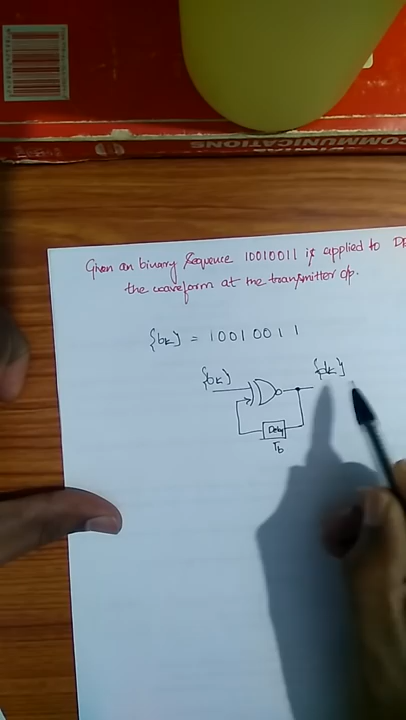 COMMUNICATIONS
Given an binary Sequence 10010011 is applied to
the waveform at the transmitter o/p.
{bk} = 10010011
{bk}
{dk}
Delay
Tb